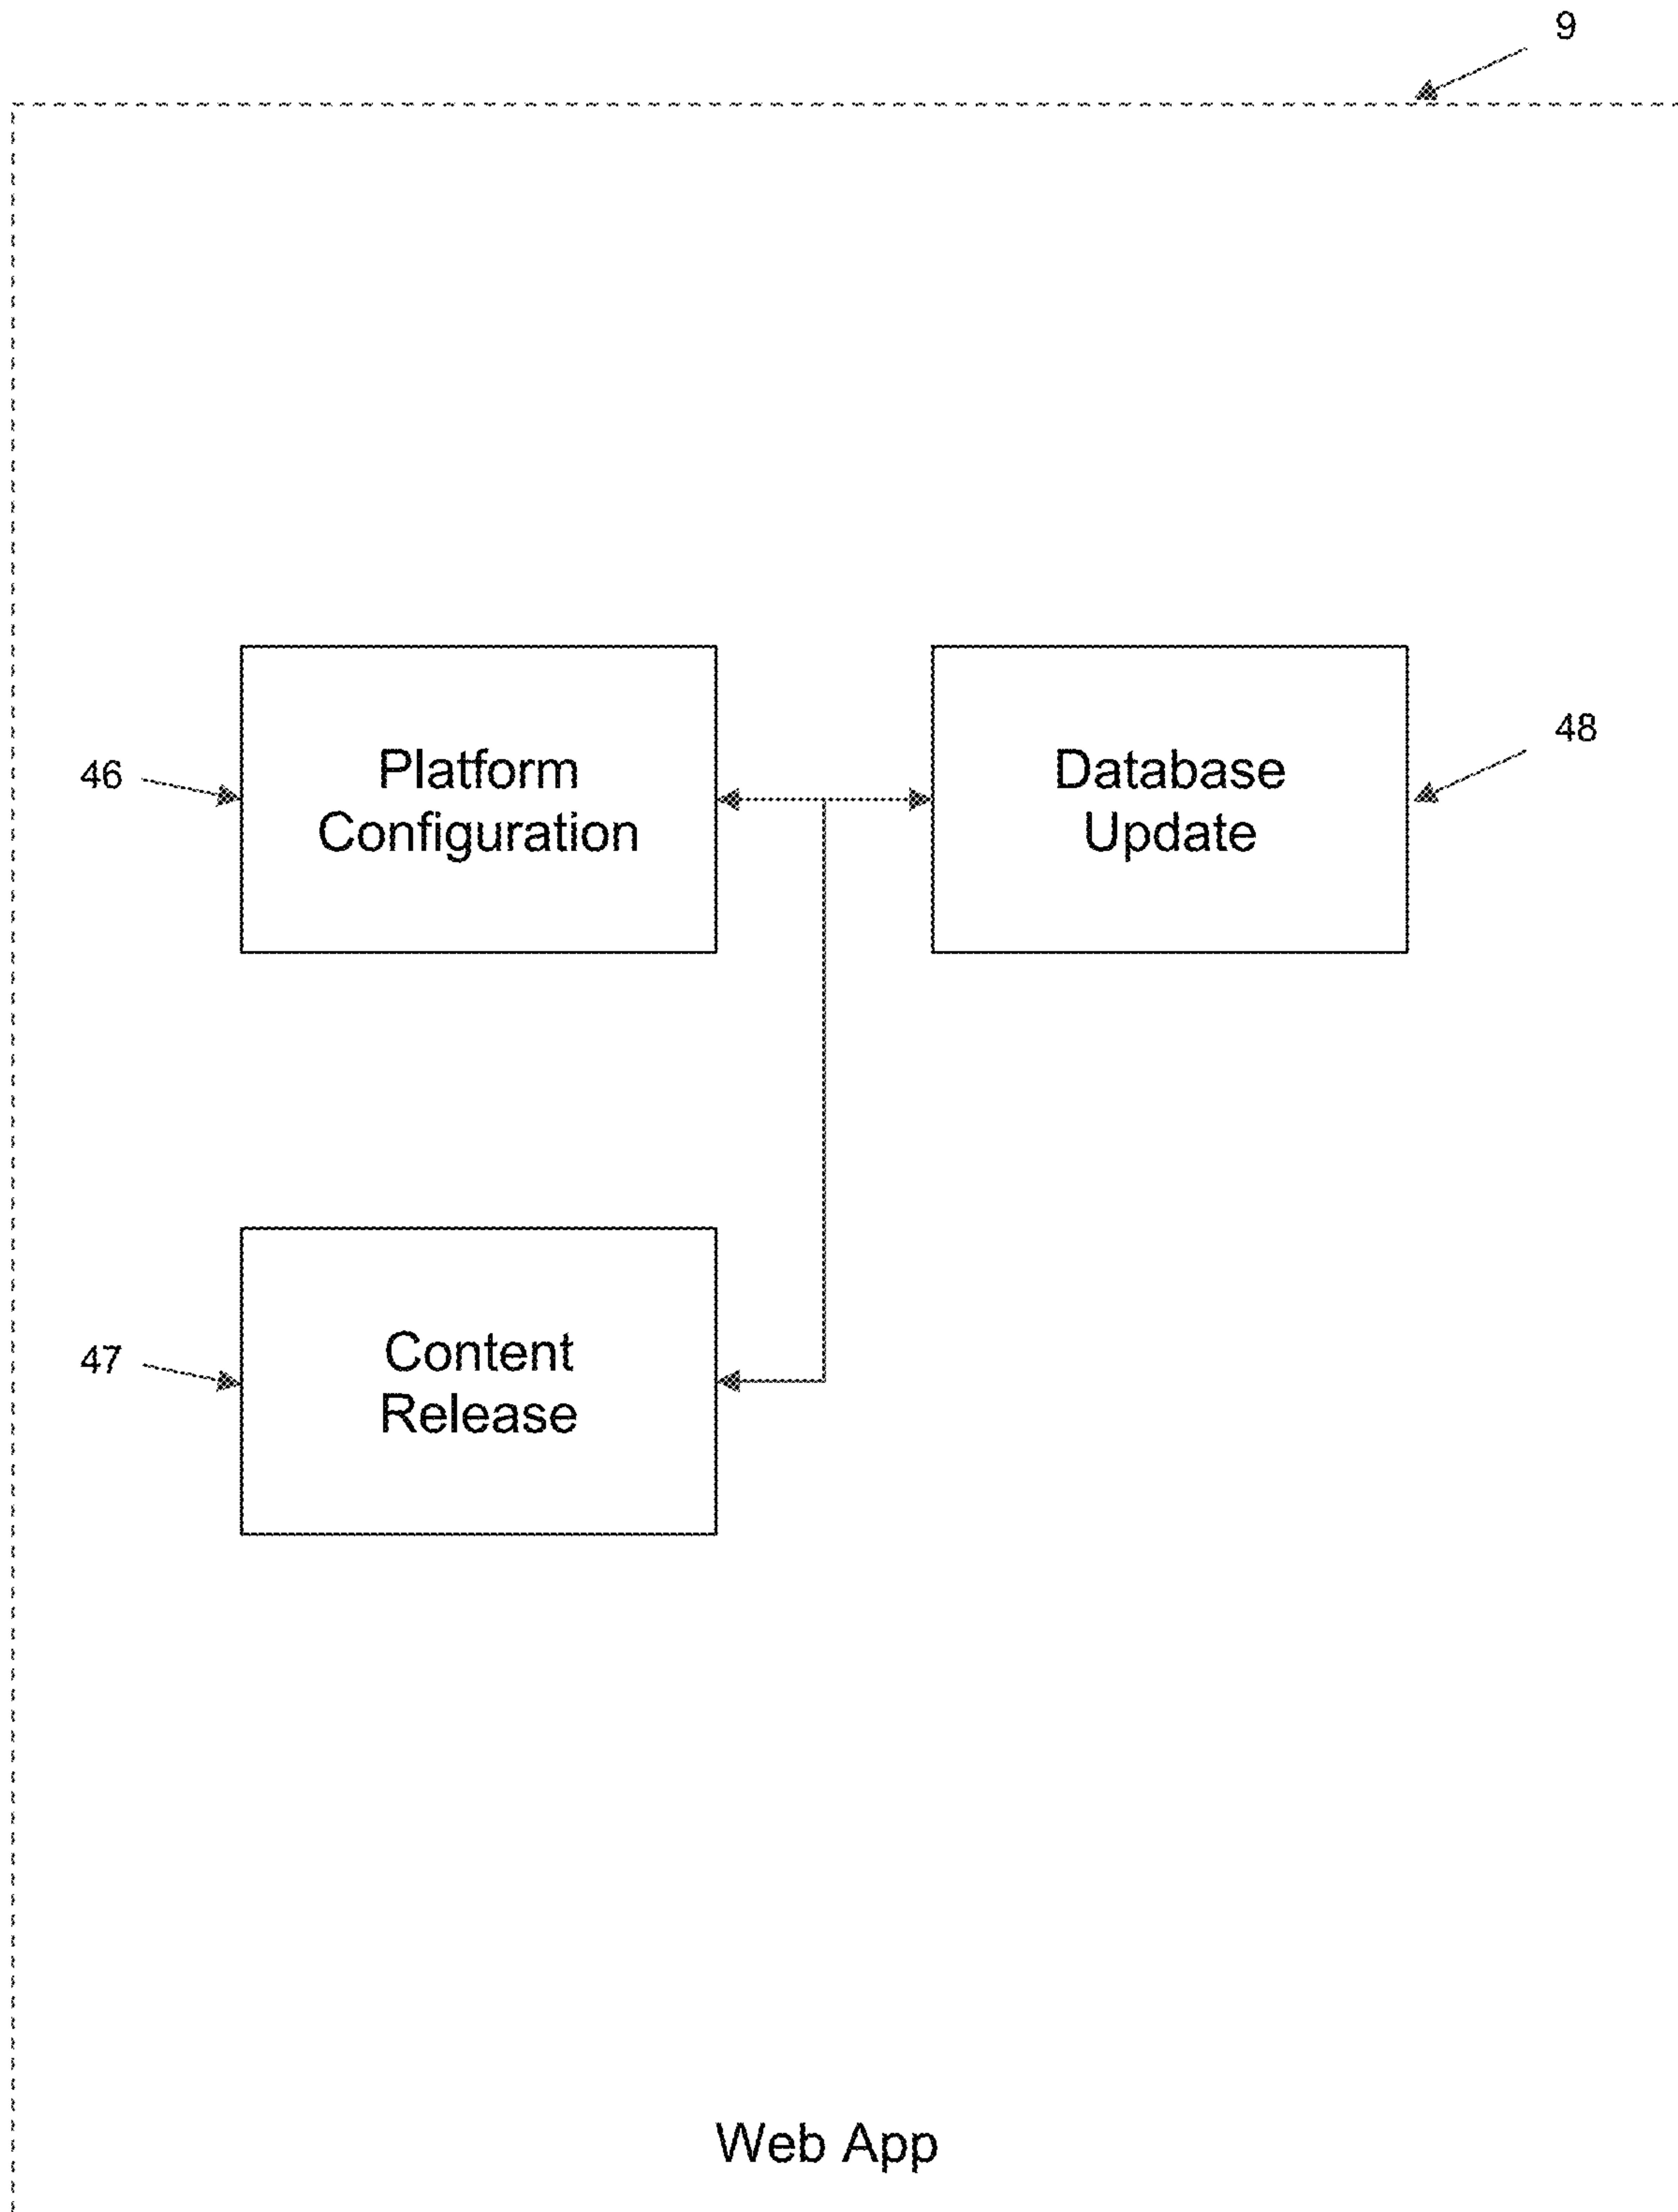 9
Platform
Configuration
46
Database
Update
48
Content
Release
47
Web App